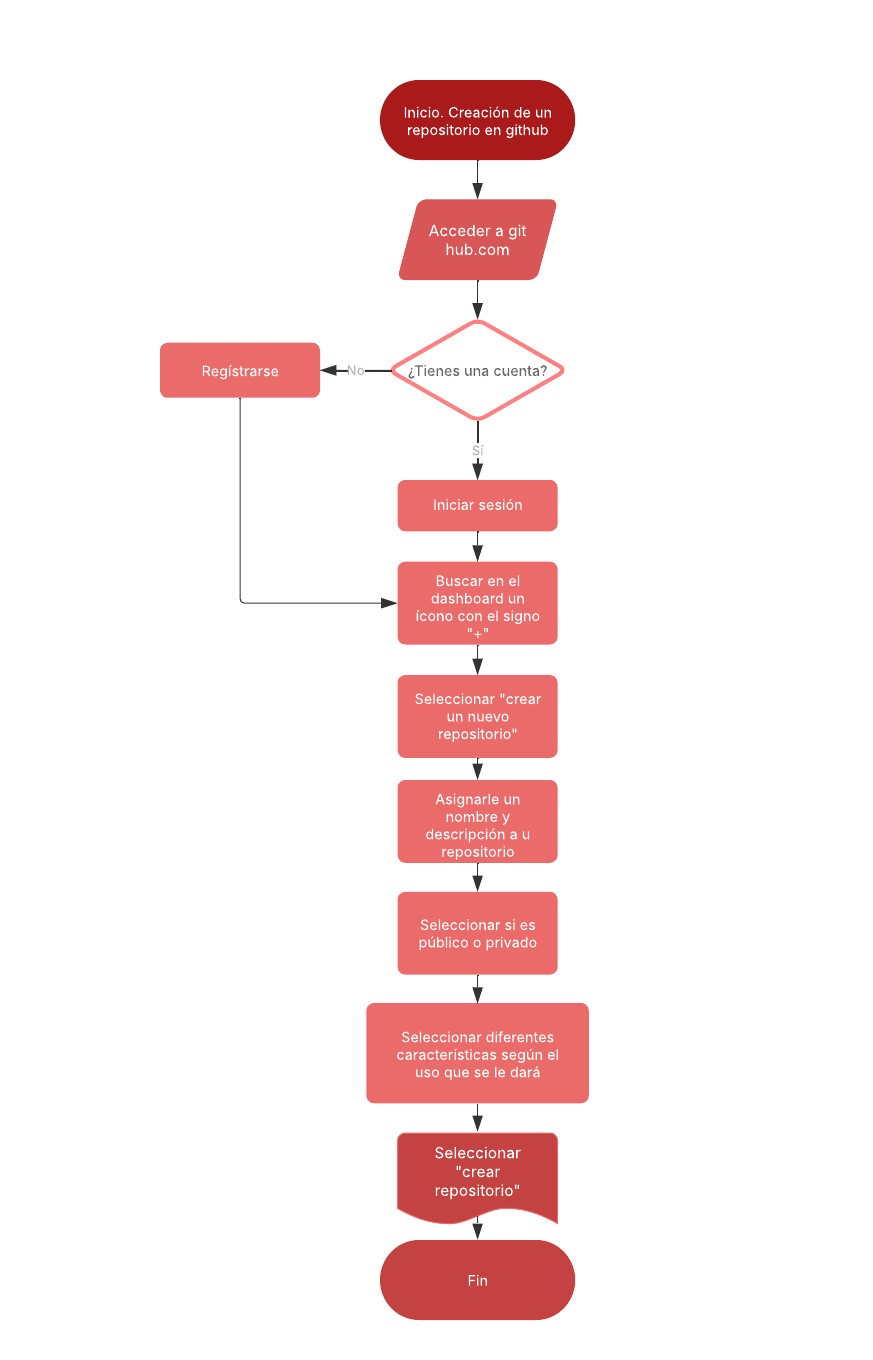 Inicio. Creación de un
repositorio en github
Acceder a git
hub.com
¿Tienes una cuenta?
No
Regístrarse
Sí
Iniciar sesión
Buscar en el
dashboard un
ícono con el signo
"+"
Seleccionar "crear
un nuevo
repositorio"
Asignarle un
nombre y
descripción a u
repositorio
Seleccionar si es
público o privado
Seleccionar diferentes
características según el
uso que se le dará
Seleccionar
"crear
repositorio"
Fin